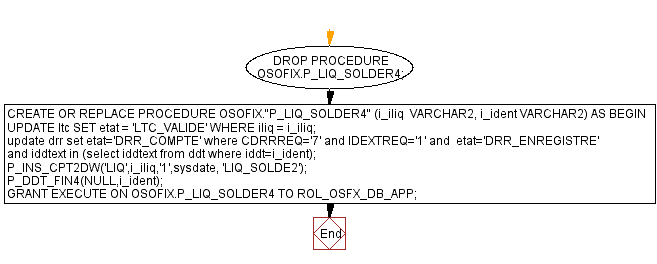 DROP PROCEDURE
OSOFIX.P_LIQ_SOLDER4;
CREATE OR REPLACE PROCEDURE OSOFIX."P_LIQ_SOLDER4" (i_iliq VARCHAR2, i_ident VARCHAR2) AS BEGIN
UPDATE ltc SET etat = 'LTC_VALIDE' WHERE iliq = i_iliq;
update drr set etat='DRR_COMPTE' where CDRRREQ='7' and IDEXTREQ='1' and etat='DRR_ENREGISTRE'
and iddtext in (select iddtext from ddt where iddt=i_ident);
P_INS_CPT2DW('LIQ',i_iliq,'1',sysdate, 'LIQ_SOLDE2');
P_DDT_FIN4(NULL,i_ident);
GRANT EXECUTE ON OSOFIX.P_LIQ_SOLDER4 TO ROL_OSFX_DB_APP;
End